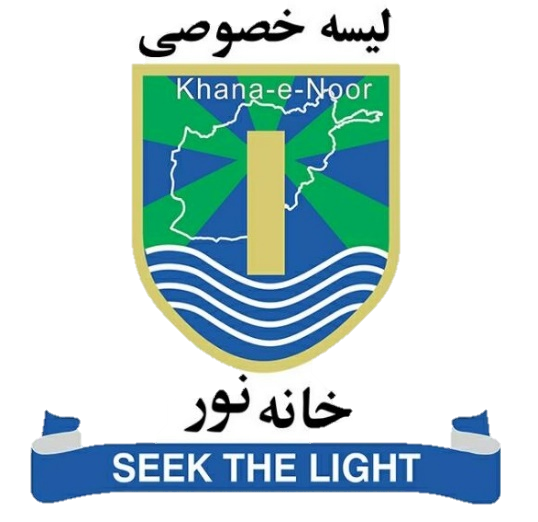 لیسه خصوصی
Khana-e-Noor
خانه نور
SEEK THE LIGHT